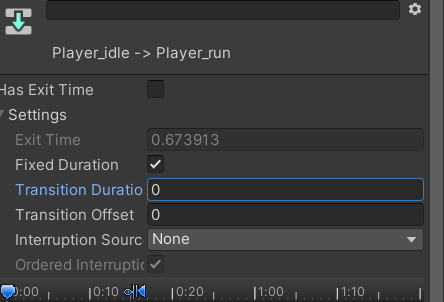 Player_idle -> Player_run
Has Exit Time
Settings
Exit Time 0.673913
Fixed Duration
Transition Duratio 0
Transition Offset 0
Interruption Sourc None
Ordered Interruptic
0:00 0:10 0:20 1:00 1:10